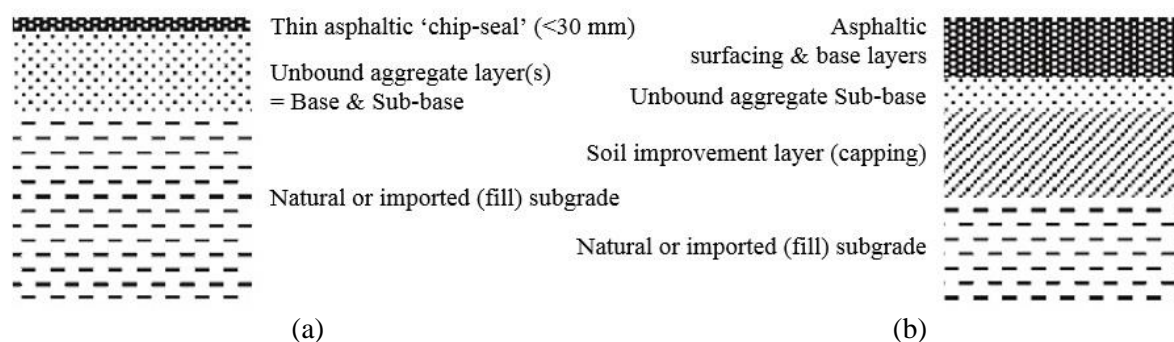 Thin asphaltic ‘chip-seal’ (<30 mm)
Unbound aggregate layer(s)
= Base & Sub-base
Natural or imported (fill) subgrade
(a)
Asphaltic
surfacing & base layers
Unbound aggregate Sub-base
Soil improvement layer (capping)
Natural or imported (fill) subgrade
(b)